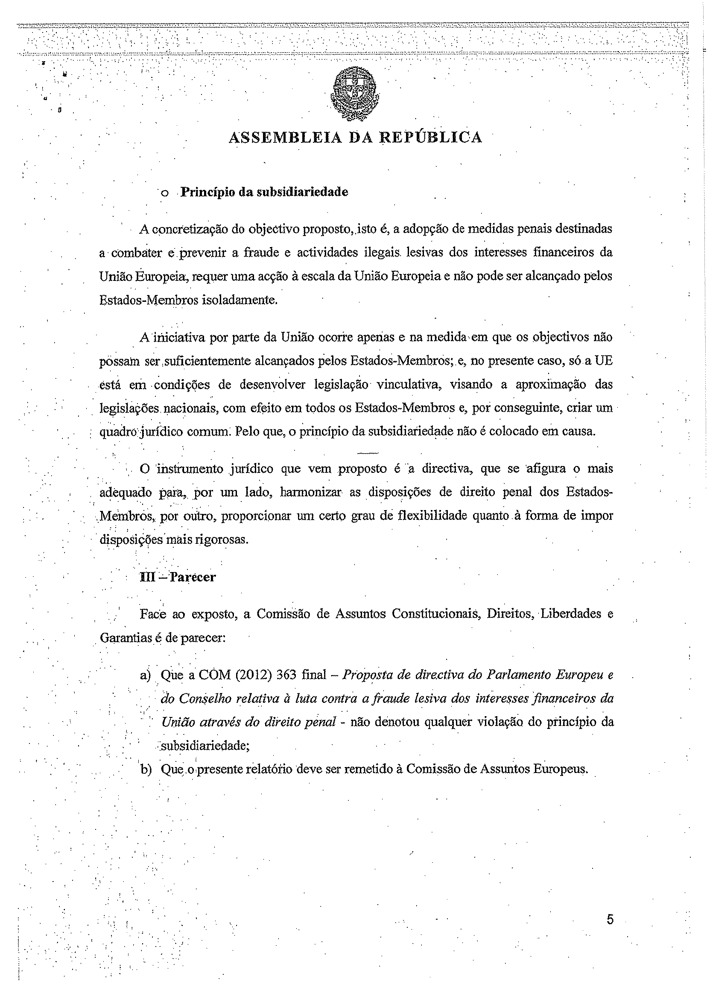 ASSEMBLEIA DA REPÚBLICA
o Princípio da subsidiariedade
A concretização do objectivo proposto, isto é, a adopção de medidas penais destinadas
a combater e prevenir a fraude e actividades ilegais lesivas dos interesses financeiros da
União Europeia, requer uma acção à escala da União Europeia e não pode ser alcançado pelos
Estados-Membros isoladamente.
A iniciativa por parte da União ocorre apenas e na medida em que os objectivos não
possam ser suficientemente alcançados pelos Estados-Membros; e, no presente caso, só a UE
está em condições de desenvolver legislação vinculativa, visando a aproximação das
legislações nacionais, com efeito em todos os Estados-Membros e, por conseguinte, criar um
quadro jurídico comum. Pelo que, o princípio da subsidiariedade não é colocado em causa.
O instrumento jurídico que vem proposto é a directiva, que se afigura o mais
adequado para, por um lado, harmonizar as disposições de direito penal dos Estados-
Membros, por outro, proporcionar um certo grau de flexibilidade quanto à forma de impor
disposições mais rigorosas.
III – Parecer
Face ao exposto, a Comissão de Assuntos Constitucionais, Direitos, Liberdades e
Garantias é de parecer:
a) Que a COM (2012) 363 final – Proposta de directiva do Parlamento Europeu e
do Conselho relativa à luta contra a fraude lesiva dos interesses financeiros da
União através do direito penal - não denotou qualquer violação do princípio da
subsidiariedade;
b) Que o presente relatório deve ser remetido à Comissão de Assuntos Europeus.
5